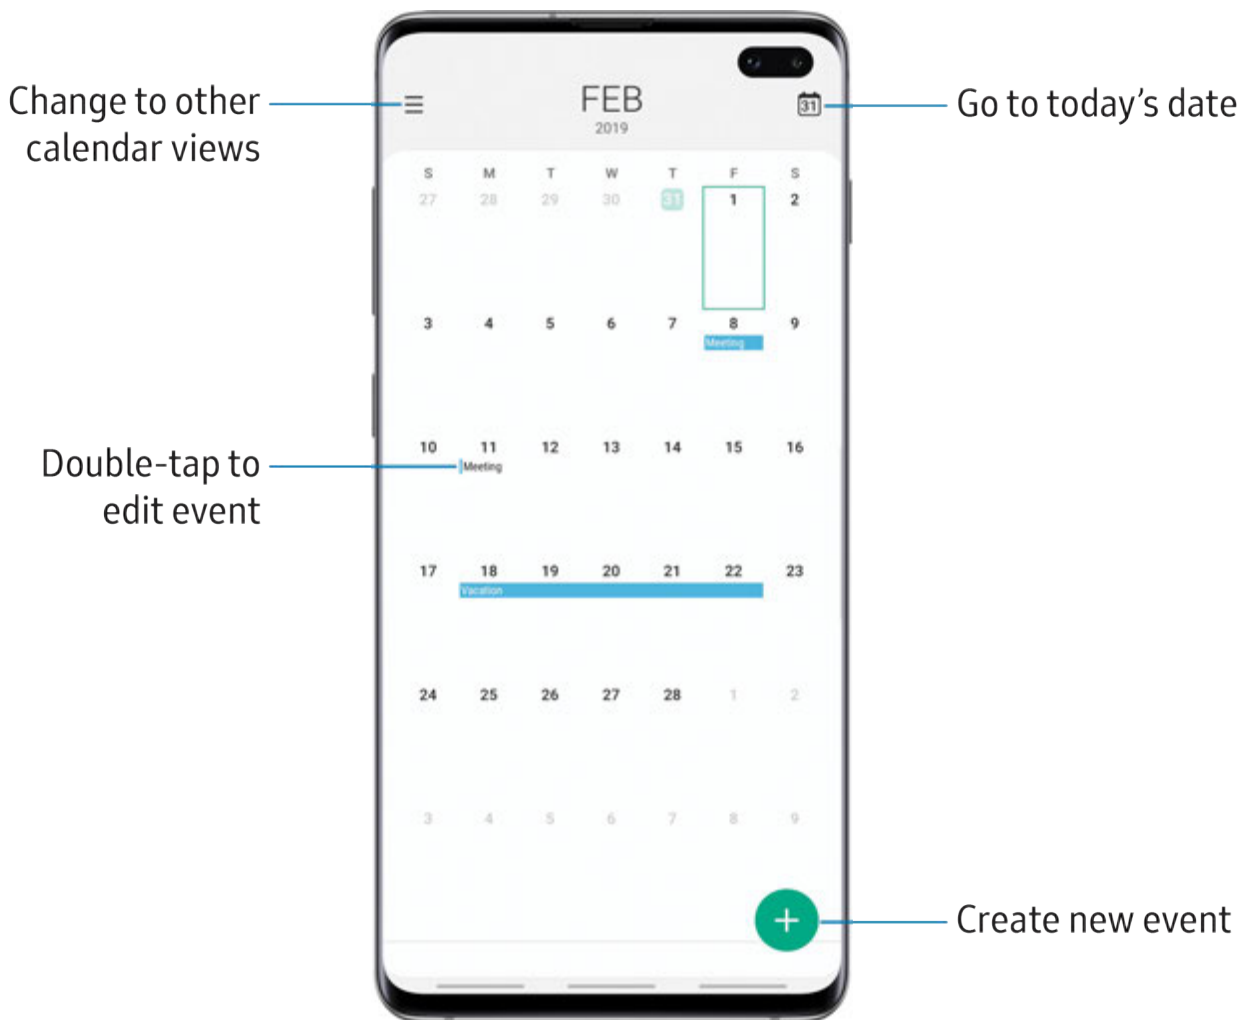 Change to other
calendar views
FEB
2019
31
Go to today's date
S M T W T F S
27 28 29 30 31 1 2
3 4 5 6 7 8 9
Meeting
10 11 12 13 14 15 16
Meeting
Double-tap to
edit event
17 18 19 20 21 22 23
Vacation
24 25 26 27 28 1 2
3 4 5 6 7 8 9
+
Create new event